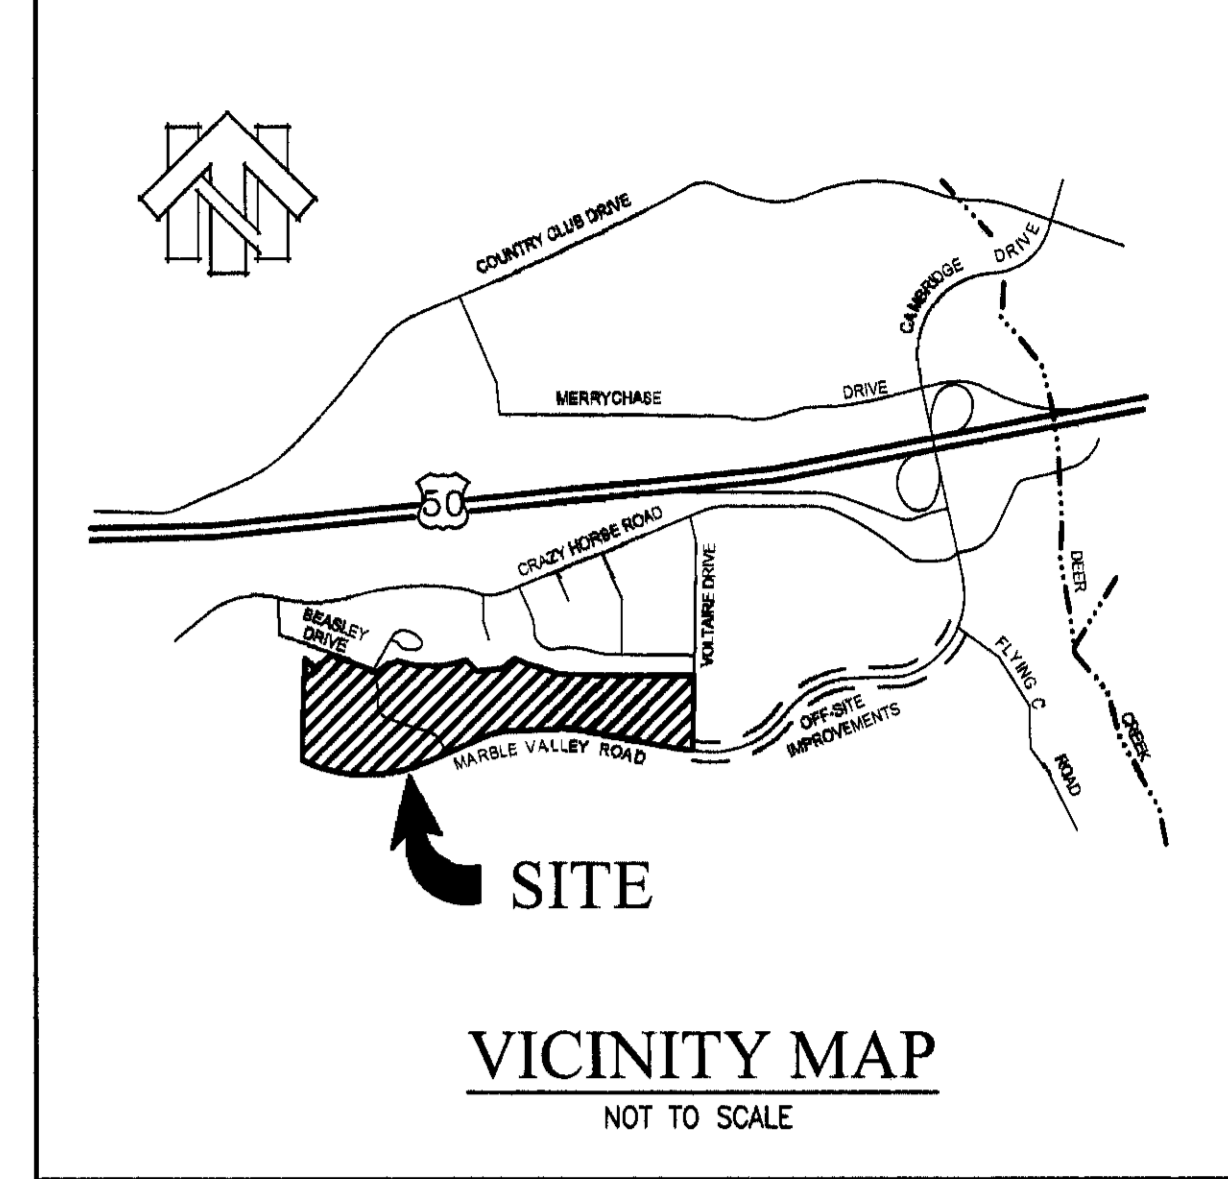 N
COUNTRY CLUB DRIVE
CAMBRIDGE DRIVE
MERRYCHASE DRIVE
50
CRAZY HORSE ROAD
VOLTAIRE DRIVE
DEER CREEK
BEASLEY
DRIVE
FLYING C ROAD
OFF-SITE
IMPROVEMENTS
MARBLE VALLEY ROAD
SITE
VICINITY MAP
NOT TO SCALE